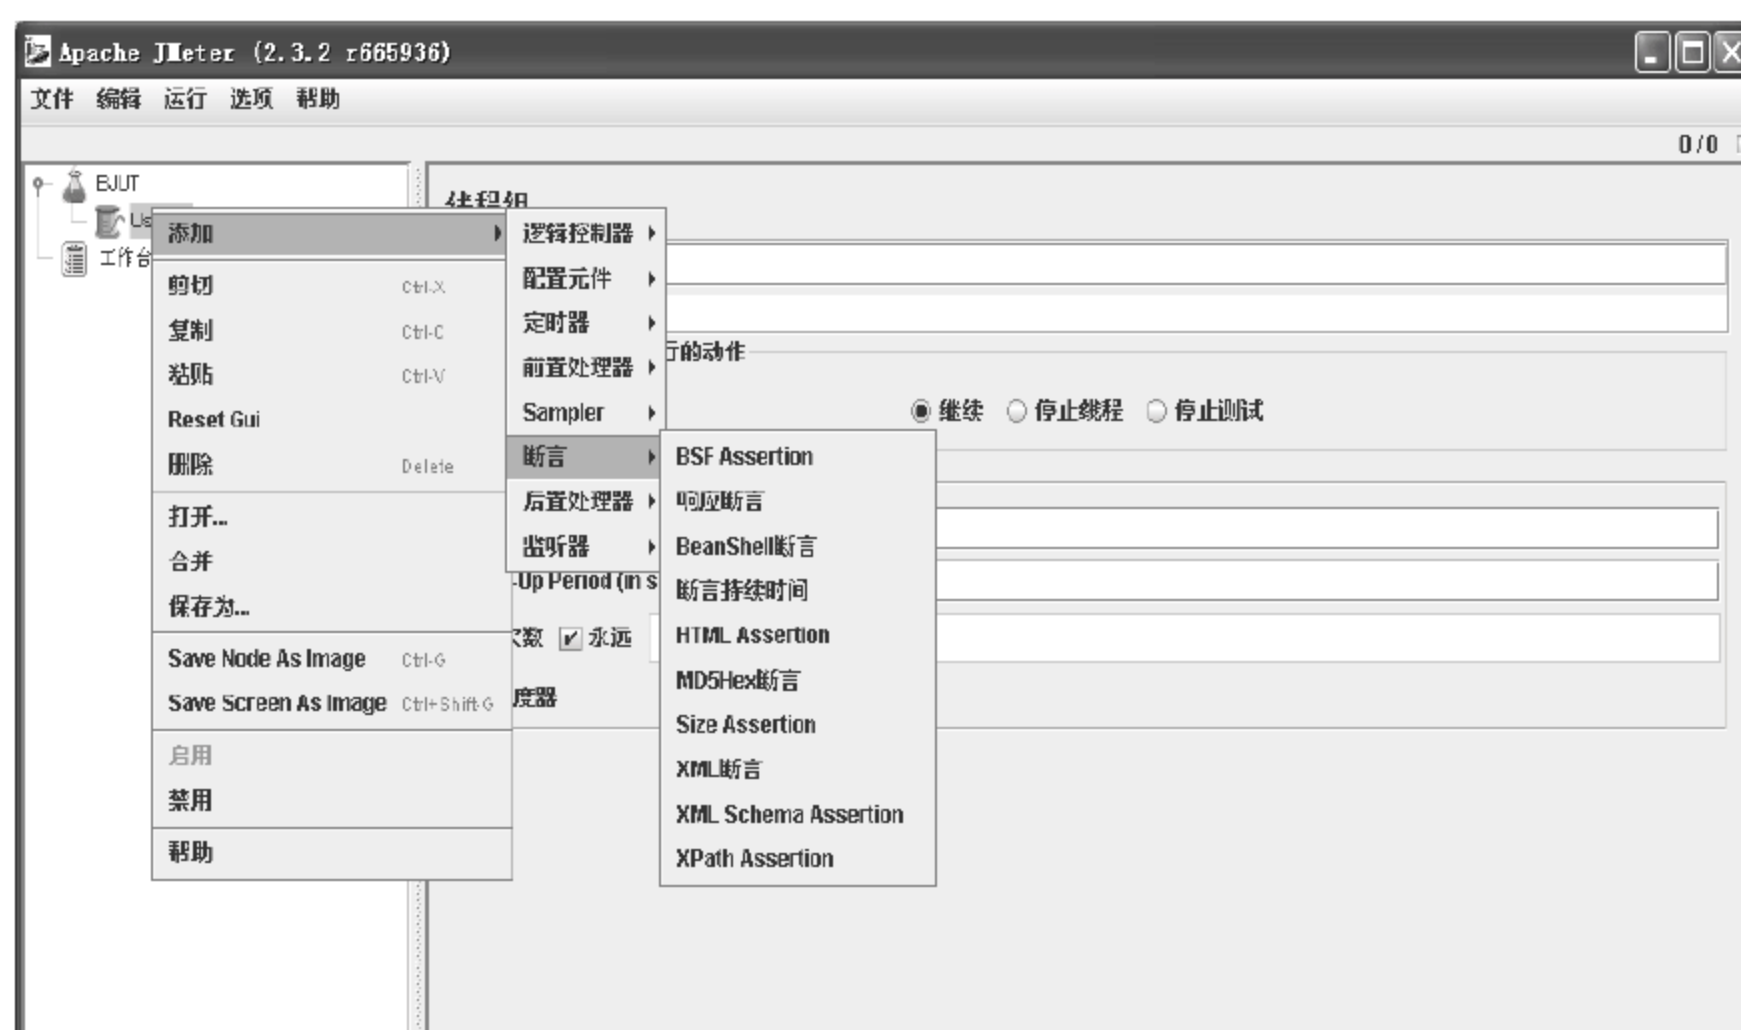 Apache JMeter (2.3.2 r665936)
文件 编辑 运行 选项 帮助
0/0
BJUT
Us
工作台
线程组
添加
剪切 Ctrl-X
复制 Ctrl-C
粘贴 Ctrl-V
Reset Gui
删除 Delete
打开...
合并
保存为...
Save Node As Image Ctrl-G
Save Screen As Image Ctrl+Shift-G
启用
禁用
帮助
逻辑控制器
配置元件
定时器
前置处理器
Sampler
断言
后置处理器
监听器
BSF Assertion
响应断言
BeanShell断言
断言持续时间
HTML Assertion
MD5Hex断言
Size Assertion
XML断言
XML Schema Assertion
XPath Assertion
行的动作
继续 停止线程 停止测试
-Up Period (in s
次数 永远
度器